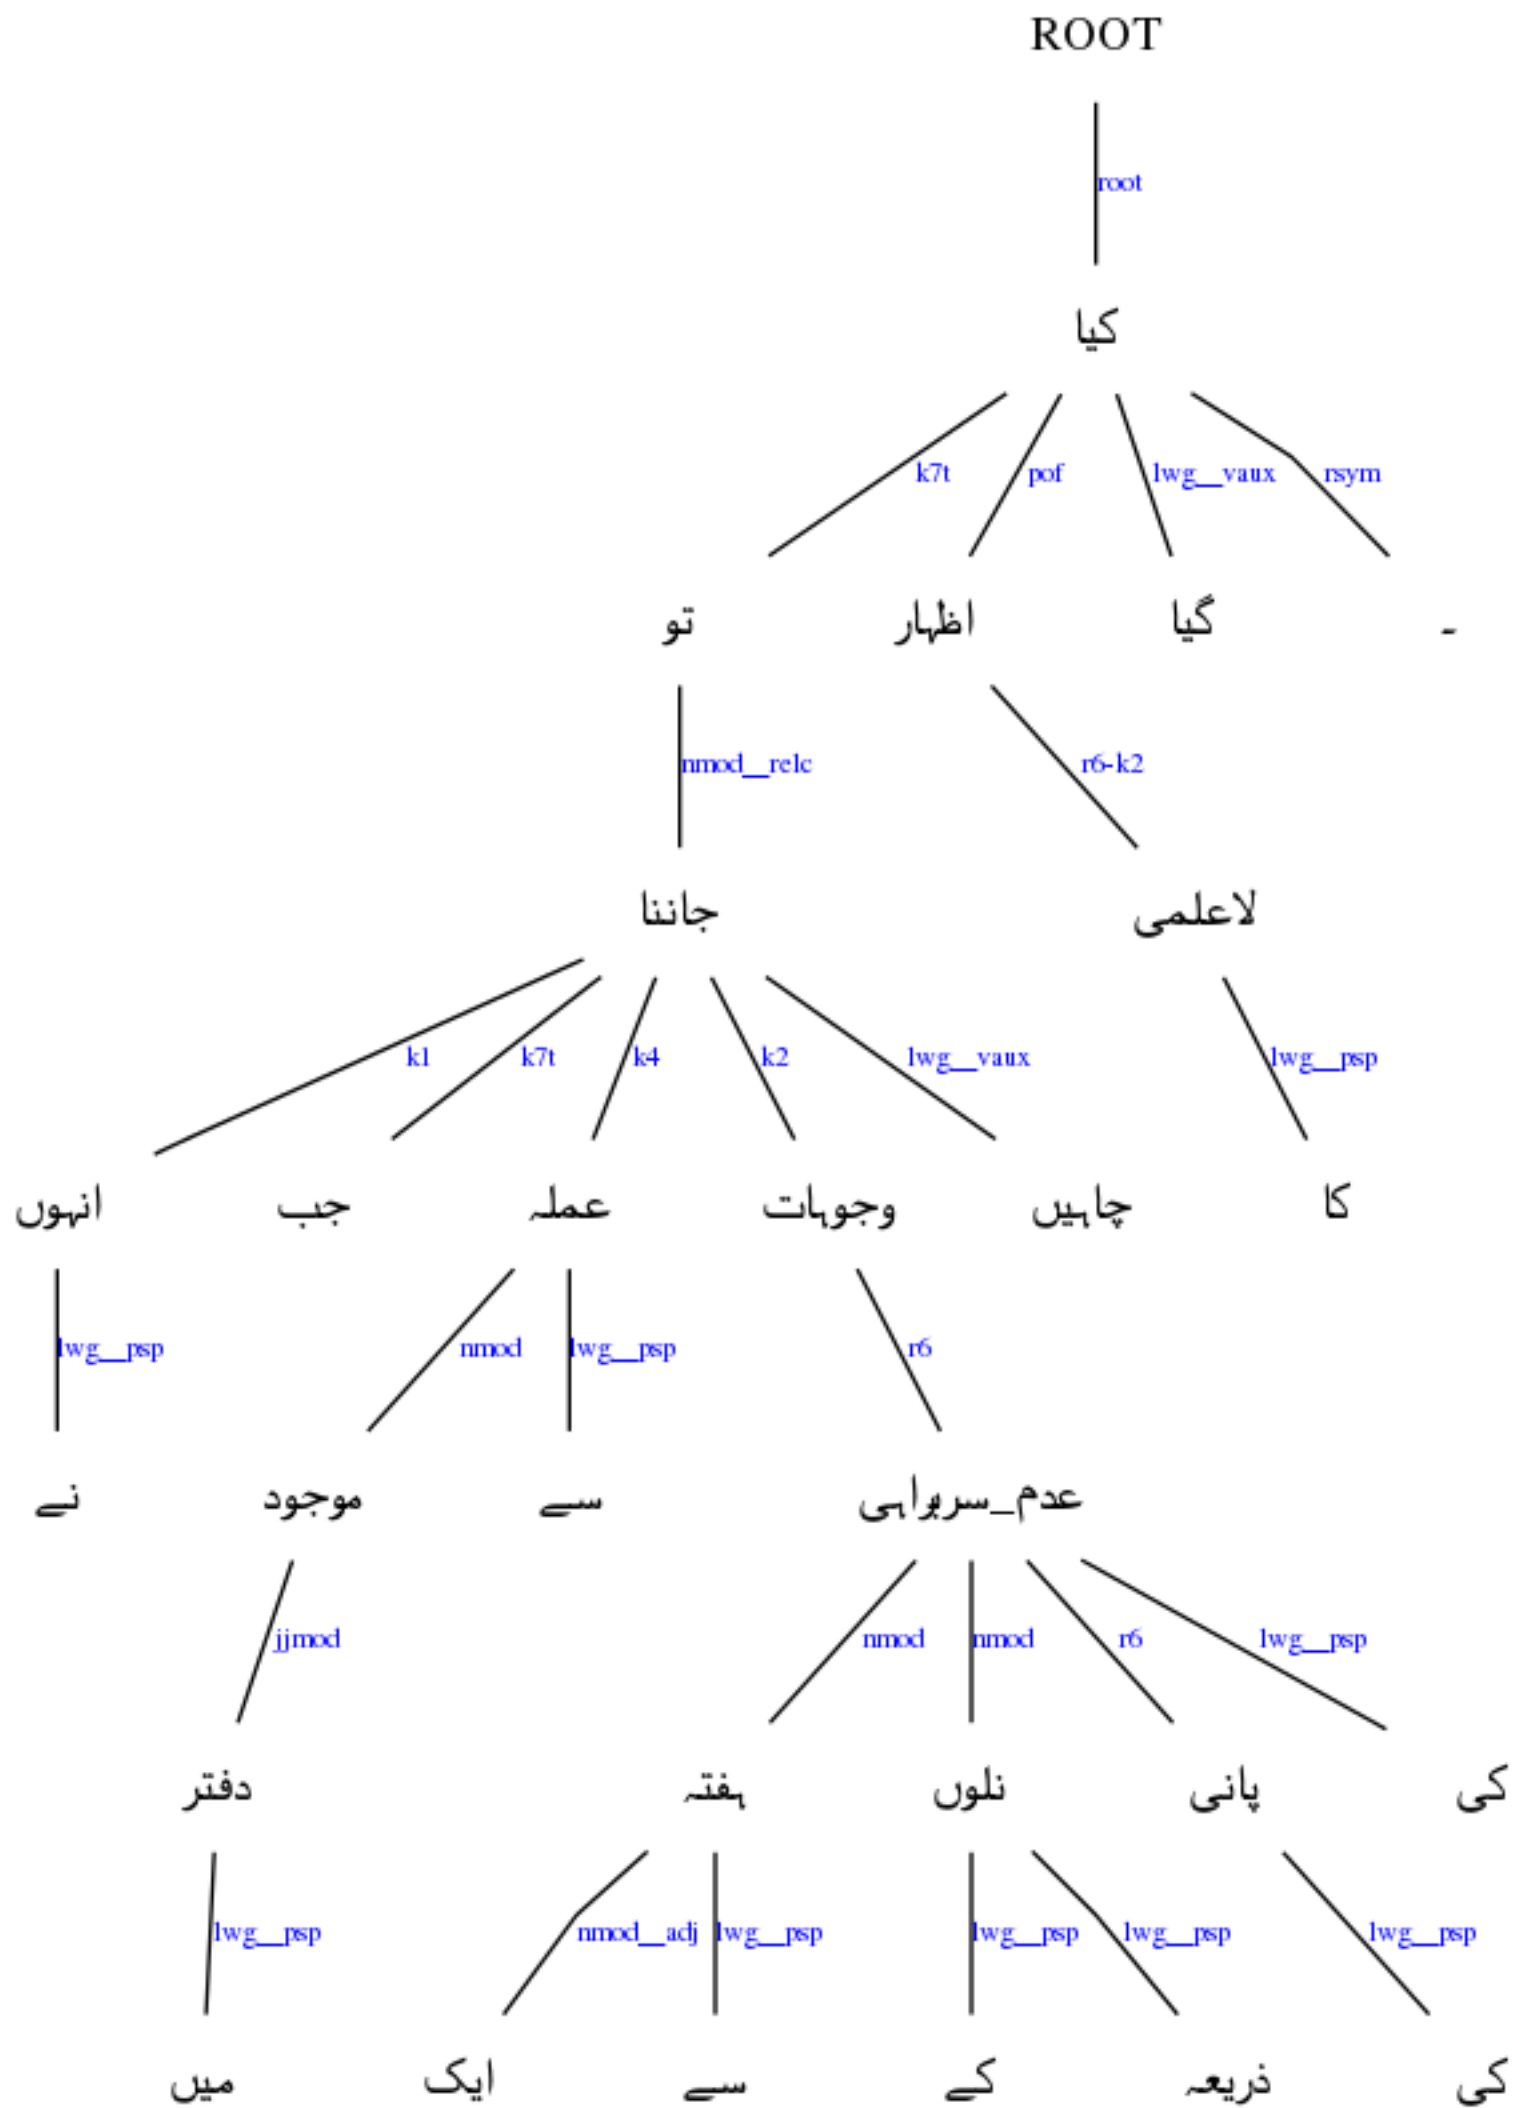 ROOT
root
کیا
k7t pof lwg__vaux rsym
تو اظہار گیا ۔
nmod__relc r6-k2
جاننا لاعلمی
k1 k7t k4 k2 lwg__vaux lwg__psp
انہوں جب عملہ وجوہات چاہیں کا
lwg__psp nmod lwg__psp r6
نے موجود سے عدم_سربراہی
jjmod nmod nmod r6 lwg__psp
دفتر ہفتہ نلوں پانی کی
lwg__psp nmod__adj lwg__psp lwg__psp lwg__psp lwg__psp
میں ایک سے کے ذریعہ کی